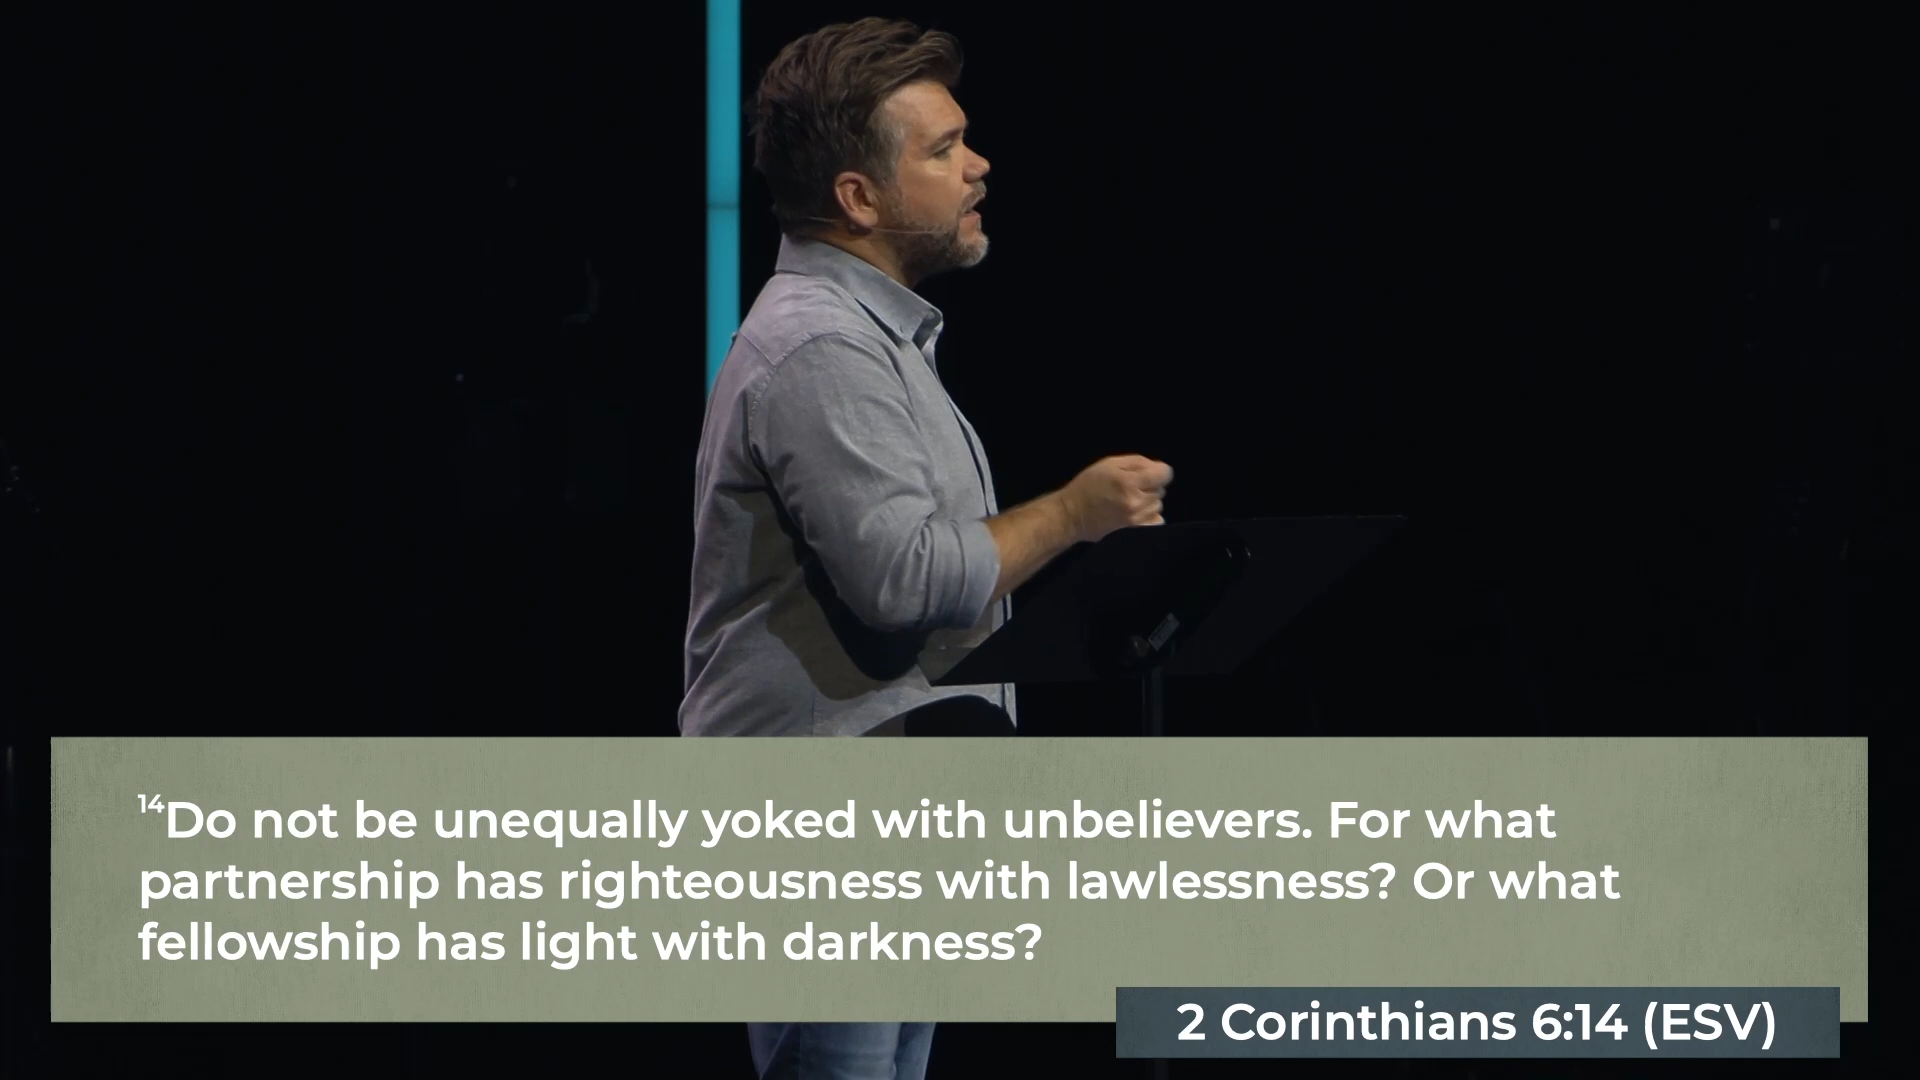 14Do not be unequally yoked with unbelievers. For what
partnership has righteousness with lawlessness? Or what
fellowship has light with darkness?
2 Corinthians 6:14 (ESV)